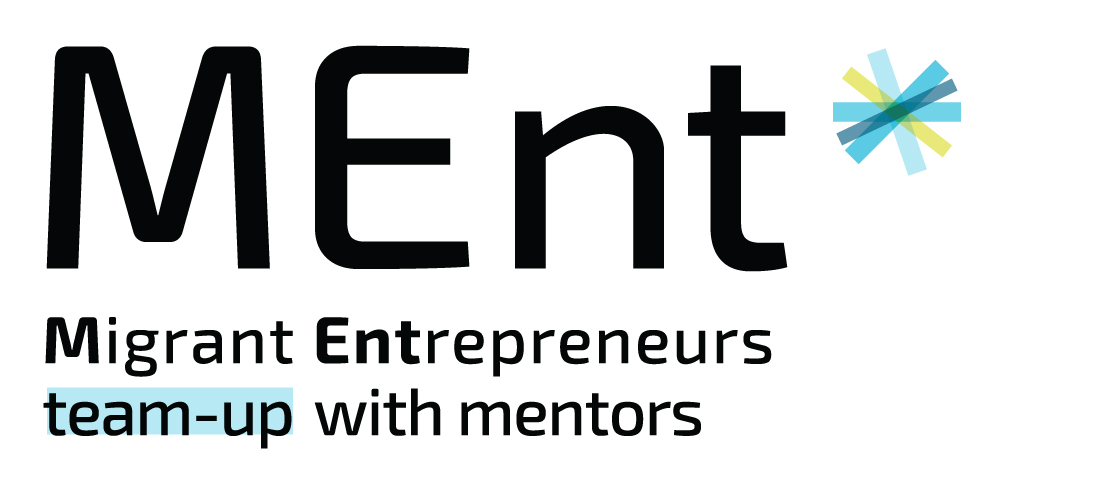 MEnt
Migrant Entrepreneurs
team-up with mentors